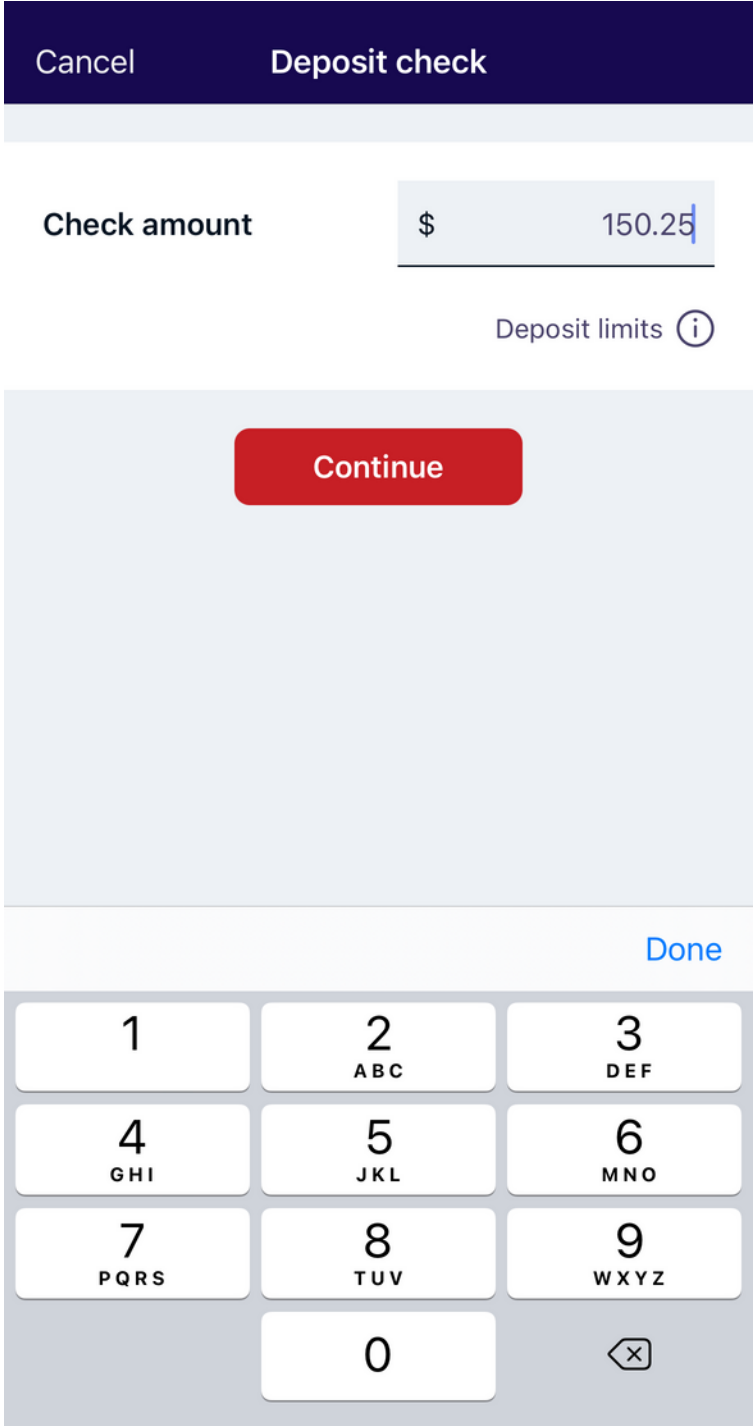 Cancel Deposit check
Check amount $ 150.25
Deposit limits
Continue
Done
1 2 3
ABC DEF
4 5 6
GHI JKL MNO
7 8 9
PQRS TUV WXYZ
0